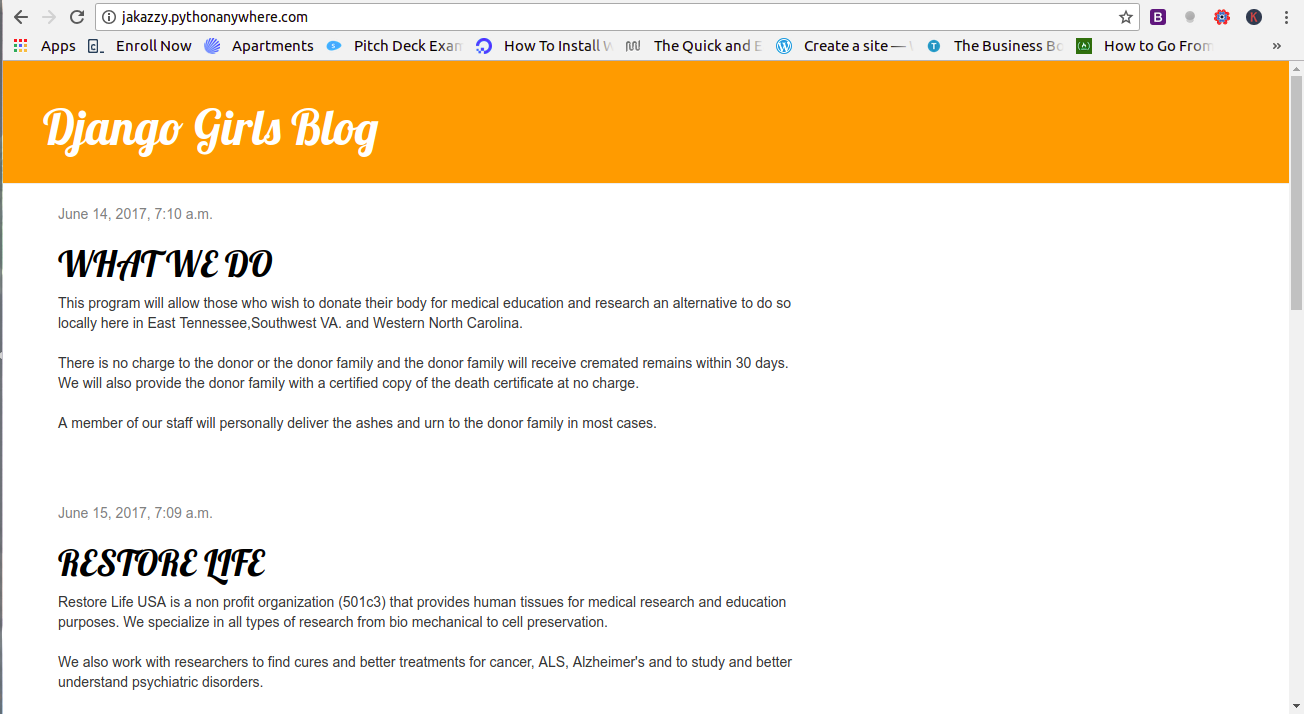 jakazzy.pythonanywhere.com
B
K
Apps
Enroll Now
Apartments
Pitch Deck Exam
How To Install
The Quick and E
Create a site —
The Business Bo
How to Go From
»
Django Girls Blog
June 14, 2017, 7:10 a.m.
WHAT WE DO
This program will allow those who wish to donate their body for medical education and research an alternative to do so
locally here in East Tennessee,Southwest VA. and Western North Carolina.
There is no charge to the donor or the donor family and the donor family will receive cremated remains within 30 days.
We will also provide the donor family with a certified copy of the death certificate at no charge.
A member of our staff will personally deliver the ashes and urn to the donor family in most cases.
June 15, 2017, 7:09 a.m.
RESTORE LIFE
Restore Life USA is a non profit organization (501c3) that provides human tissues for medical research and education
purposes. We specialize in all types of research from bio mechanical to cell preservation.
We also work with researchers to find cures and better treatments for cancer, ALS, Alzheimer's and to study and better
understand psychiatric disorders.